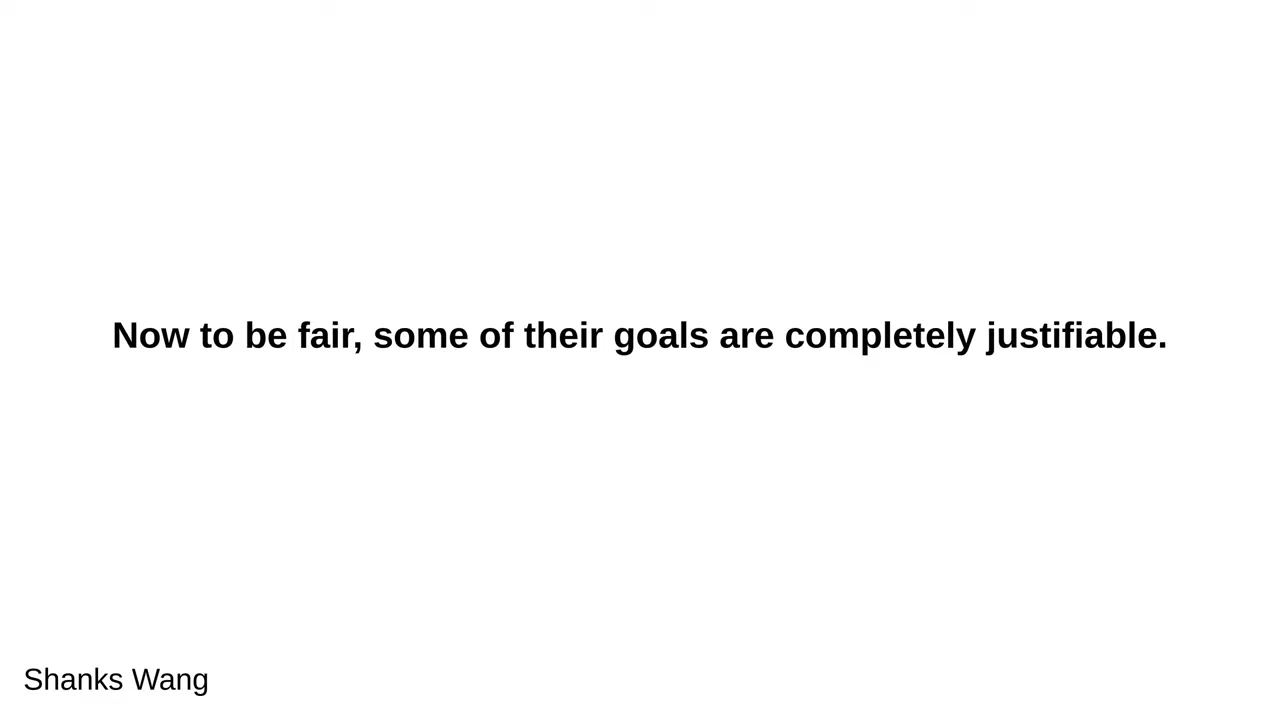 Now to be fair, some of their goals are completely justifiable.
Shanks Wang